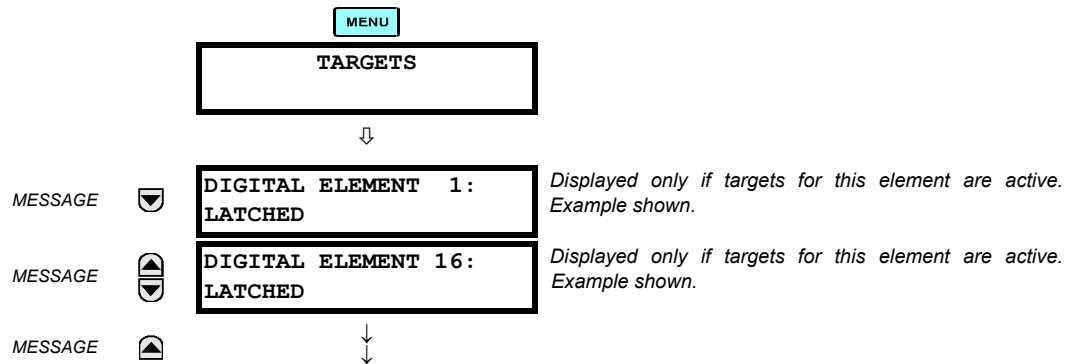 MENU
TARGETS
MESSAGE
DIGITAL ELEMENT 1:
LATCHED
Displayed only if targets for this element are active.
Example shown.
MESSAGE
DIGITAL ELEMENT 16:
LATCHED
Displayed only if targets for this element are active.
Example shown.
MESSAGE